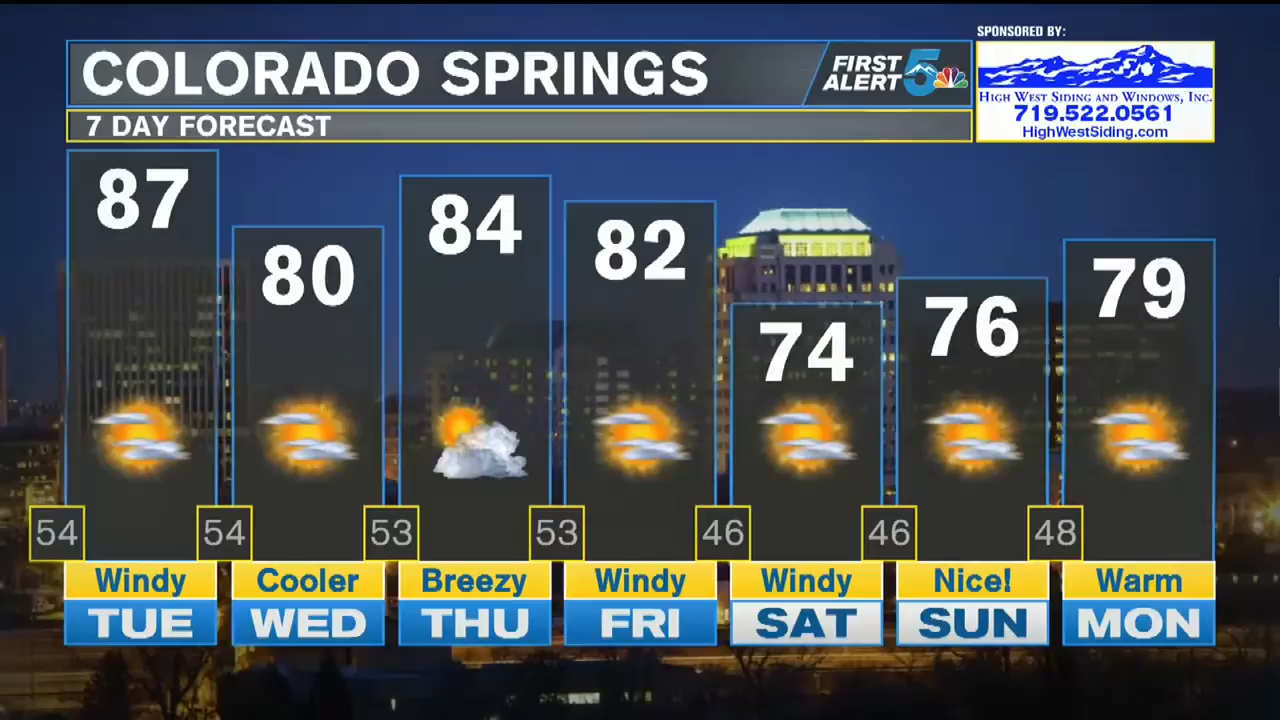 SPONSORED BY:
COLORADO SPRINGS
FIRST
ALERT 5
HIGH WEST SIDING AND WINDOWS, INC.
719.522.0561
HighWestSiding.com
7 DAY FORECAST
87 80 84 82 74 76 79
54 54 53 53 46 46 48
Windy Cooler Breezy Windy Windy Nice! Warm
TUE WED THU FRI SAT SUN MON